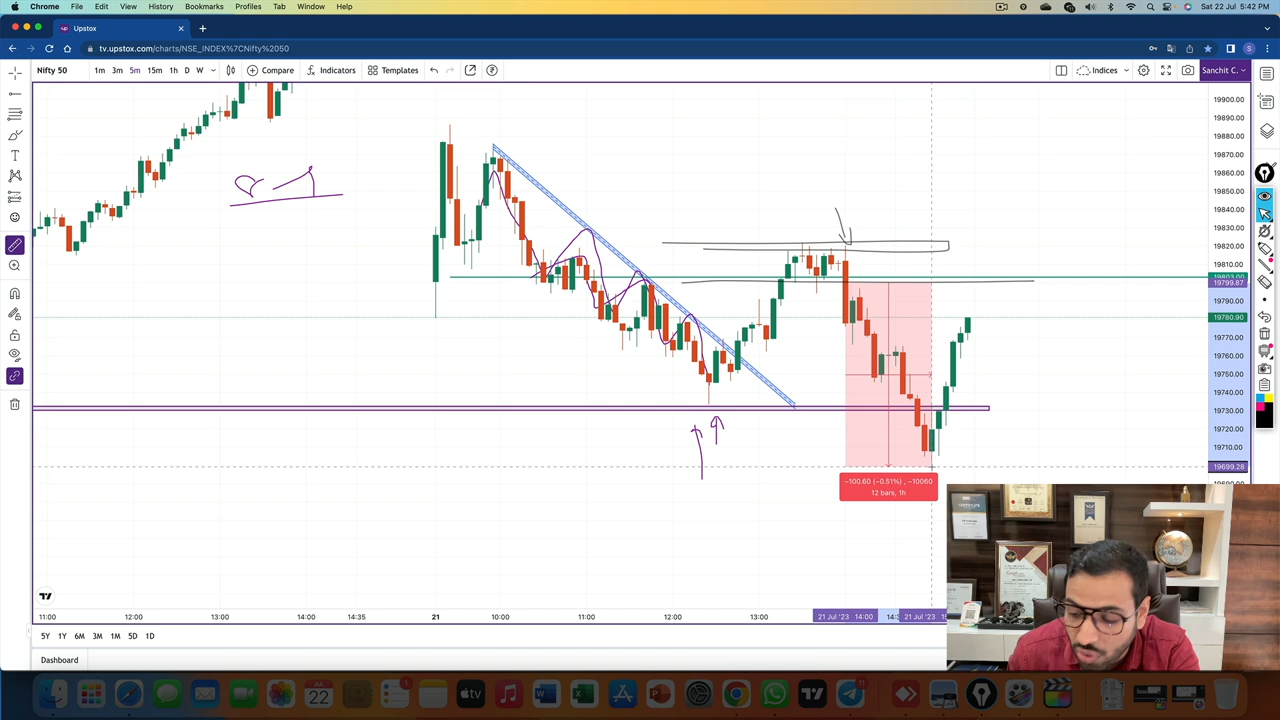 Chrome File Edit View History Bookmarks Profiles Tab Window Help
Sat 22 Jul 5:42 PM
Upstox
tv.upstox.com/charts/NSE_INDEX%7CNifty%2050
Nifty 50 1m 3m 5m 15m 1h D W Compare Indicators Templates Indices Sanchit C.
19900.00
19890.00
19880.00
19870.00
19860.00
19850.00
19840.00
19830.00
19820.00
19810.00
19803.00
19799.87
19790.00
19780.90
19770.00
19760.00
19750.00
19740.00
19730.00
19720.00
19710.00
19699.28
−100.60 (−0.51%) , −10060
12 bars, 1h
11:00 12:00 13:00 14:00 14:35 21 10:00 11:00 12:00 13:00 21 Jul '23 14:00 21 Jul '23
5Y 1Y 6M 3M 1M 5D 1D
Dashboard
JUL
22